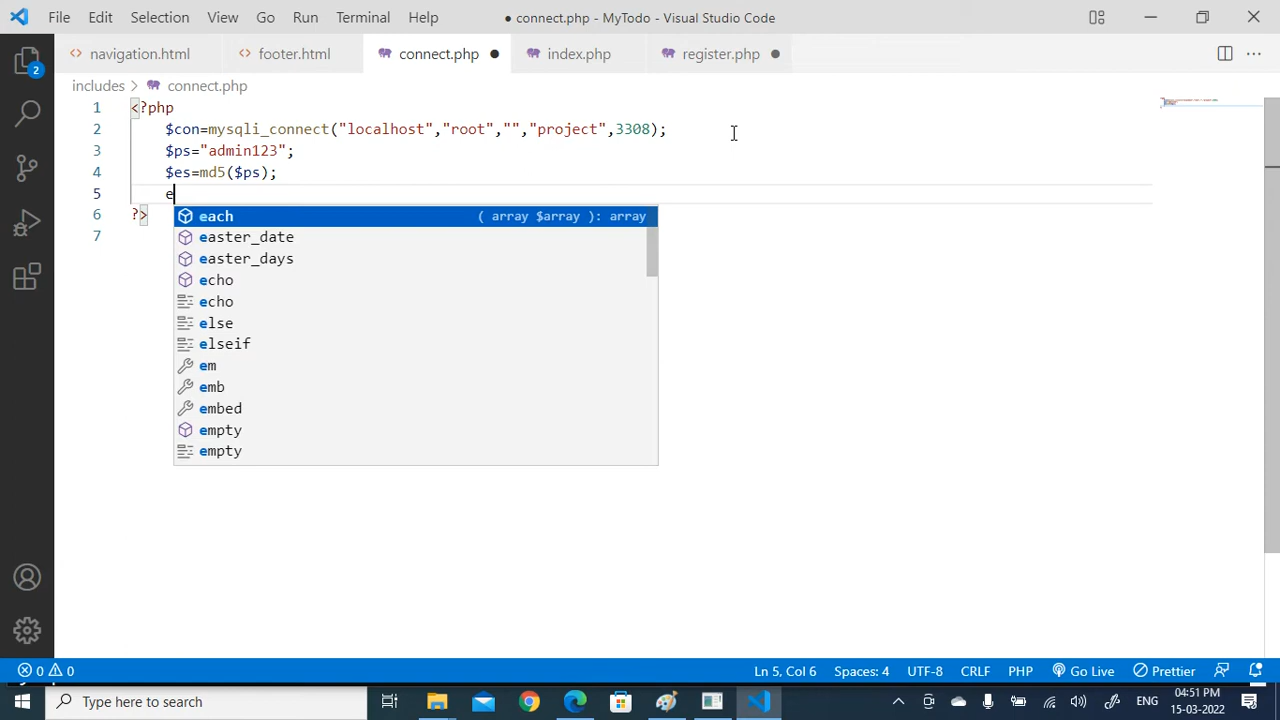 File Edit Selection View Go Run Terminal Help ● connect.php - MyTodo - Visual Studio Code
navigation.html footer.html connect.php index.php register.php
includes > connect.php
1 <?php
2 $con=mysqli_connect("localhost","root","","project",3308);
3 $ps="admin123";
4 $es=md5($ps);
5 e
each ( array $array ): array
6 ?>
easter_date
7
easter_days
echo
echo
else
elseif
em
emb
embed
empty
empty
2
0 0 Ln 5, Col 6 Spaces: 4 UTF-8 CRLF PHP Go Live Prettier
Type here to search ENG 04:51 PM
15-03-2022